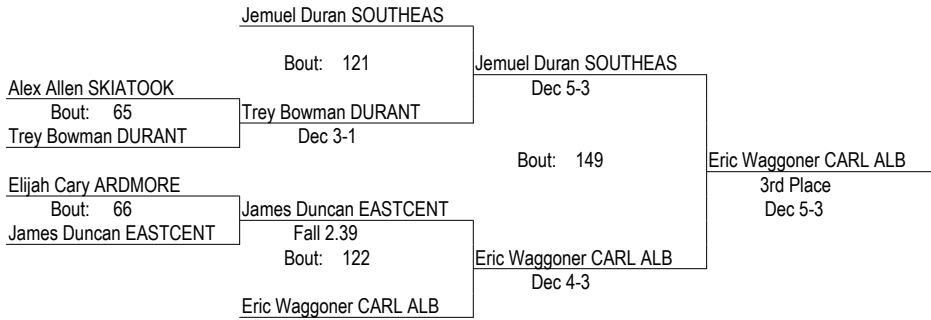 Jemuel Duran SOUTHEAS
Bout: 121
Jemuel Duran SOUTHEAS
Dec 5-3
Alex Allen SKIATOOK
Bout: 65
Trey Bowman DURANT
Trey Bowman DURANT
Dec 3-1
Bout: 149
Eric Waggoner CARL ALB
3rd Place
Dec 5-3
Elijah Cary ARDMORE
Bout: 66
James Duncan EASTCENT
James Duncan EASTCENT
Fall 2.39
Bout: 122
Eric Waggoner CARL ALB
Dec 4-3
Eric Waggoner CARL ALB